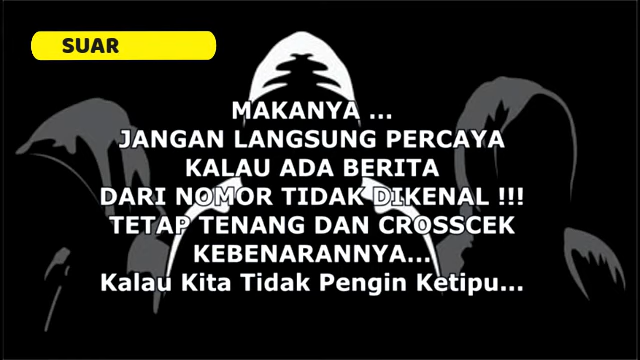 SUAR
MAKANYA ...
JANGAN LANGSUNG PERCAYA
KALAU ADA BERITA
DARI NOMOR TIDAK DIKENAL !!!
TETAP TENANG DAN CROSSCEK
KEBENARANNYA...
Kalau Kita Tidak Pengin Ketipu...